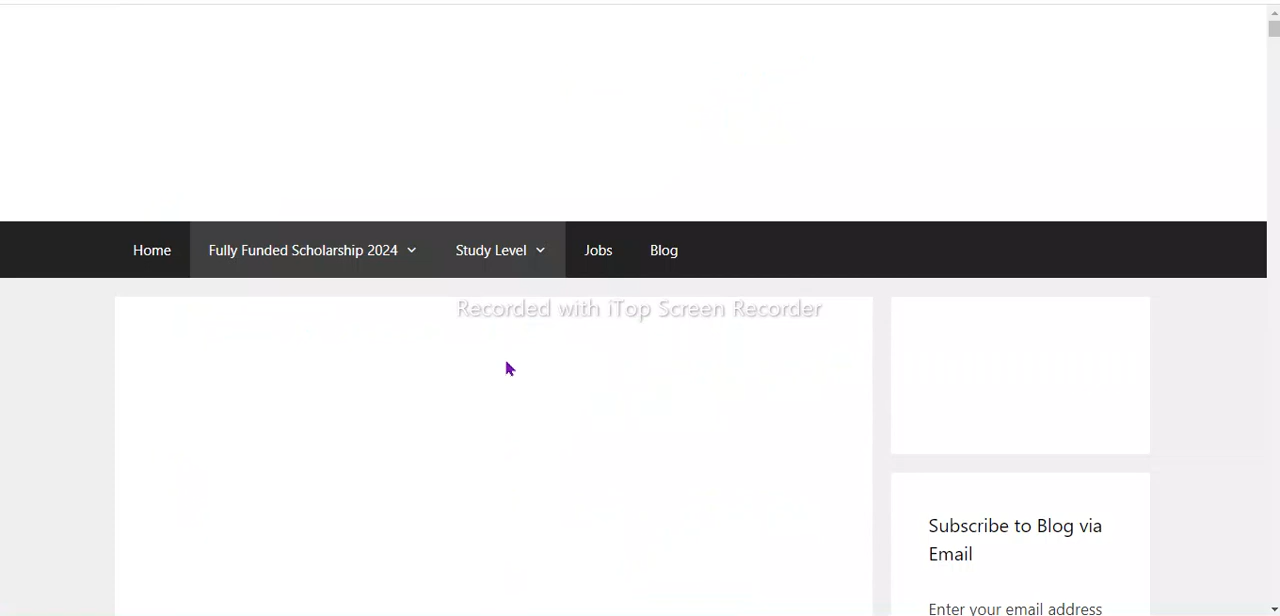 Home Fully Funded Scholarship 2024 Study Level Jobs Blog
Recorded with iTop Screen Recorder
Subscribe to Blog via
Email
Enter your email address